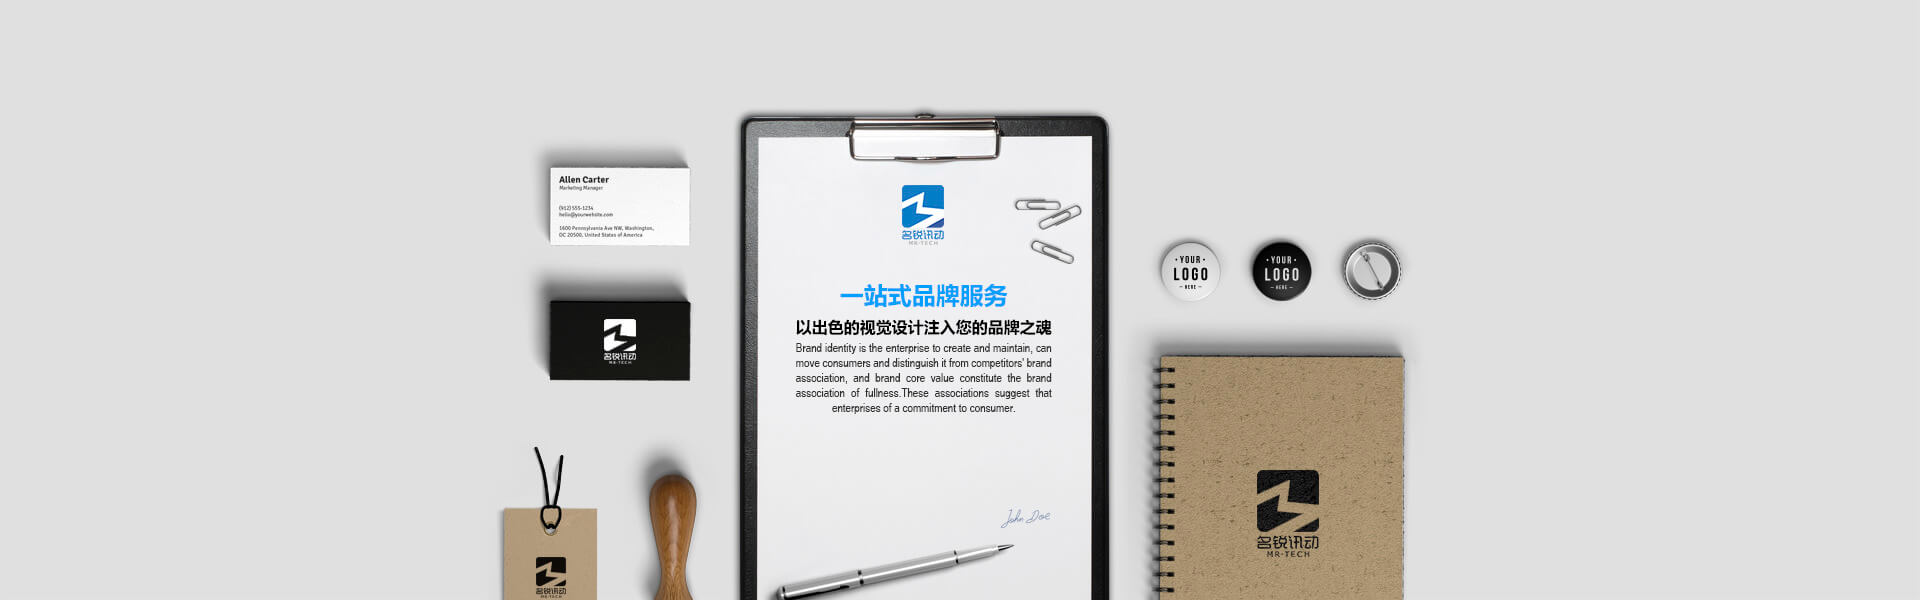 Allen Carter
Marketing Manager
(912) 555-1234
hello@yourwebsite.com
1600 Pennsylvania Ave NW, Washington,
DC 20500, United States of America
名锐讯动
MR·TECH
名锐讯动
MR·TECH
名锐讯动
MR·TECH
一站式品牌服务
以出色的视觉设计注入您的品牌之魂
Brand identity is the enterprise to create and maintain, can
move consumers and distinguish it from competitors' brand
association, and brand core value constitute the brand
association of fullness.These associations suggest that
enterprises of a commitment to consumer.
John Doe
• YOUR •
LOGO
– HERE –
• YOUR •
LOGO
– HERE –
名锐讯动
MR·TECH